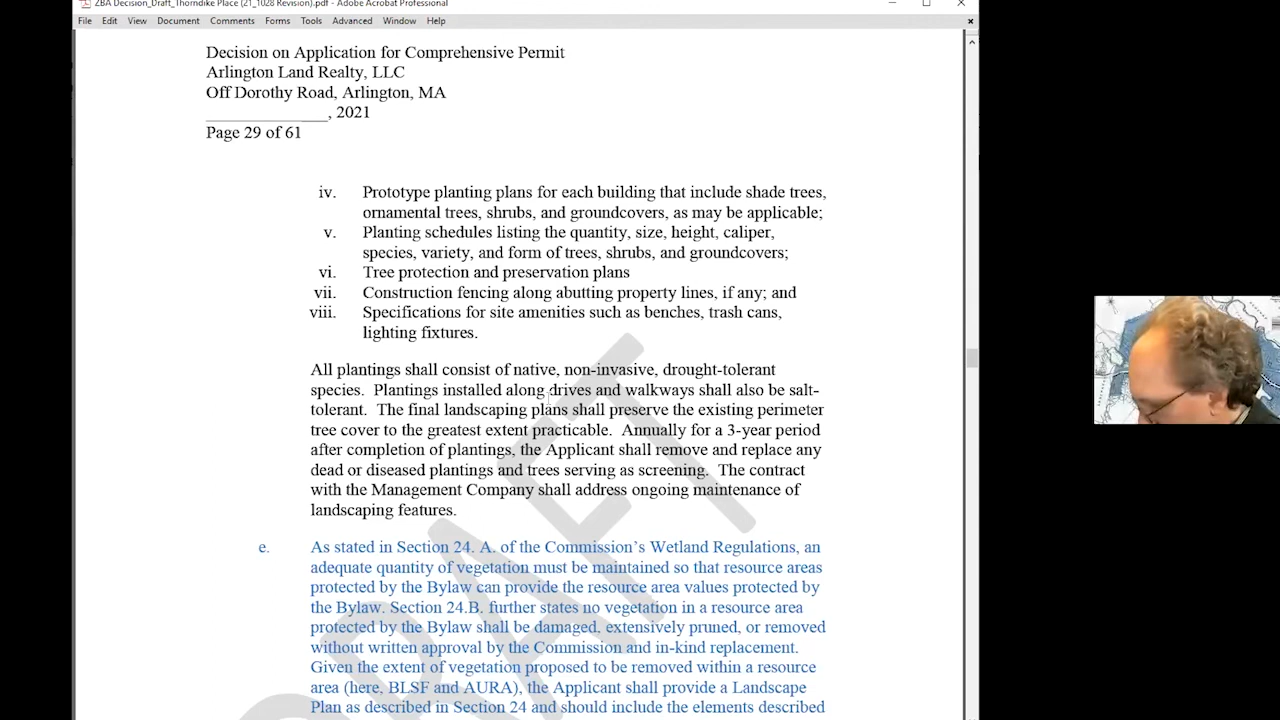 ZBA Decision_Draft_Thorndike Place (21_1028 Revision).pdf - Adobe Acrobat Professional
File Edit View Document Comments Forms Tools Advanced Window Help
Decision on Application for Comprehensive Permit
Arlington Land Realty, LLC
Off Dorothy Road, Arlington, MA
______________, 2021
Page 29 of 61
iv. Prototype planting plans for each building that include shade trees,
ornamental trees, shrubs, and groundcovers, as may be applicable;
v. Planting schedules listing the quantity, size, height, caliper,
species, variety, and form of trees, shrubs, and groundcovers;
vi. Tree protection and preservation plans
vii. Construction fencing along abutting property lines, if any; and
viii. Specifications for site amenities such as benches, trash cans,
lighting fixtures.
All plantings shall consist of native, non-invasive, drought-tolerant
species. Plantings installed along drives and walkways shall also be salt-
tolerant. The final landscaping plans shall preserve the existing perimeter
tree cover to the greatest extent practicable. Annually for a 3-year period
after completion of plantings, the Applicant shall remove and replace any
dead or diseased plantings and trees serving as screening. The contract
with the Management Company shall address ongoing maintenance of
landscaping features.
e. As stated in Section 24. A. of the Commission's Wetland Regulations, an
adequate quantity of vegetation must be maintained so that resource areas
protected by the Bylaw can provide the resource area values protected by
the Bylaw. Section 24.B. further states no vegetation in a resource area
protected by the Bylaw shall be damaged, extensively pruned, or removed
without written approval by the Commission and in-kind replacement.
Given the extent of vegetation proposed to be removed within a resource
area (here, BLSF and AURA), the Applicant shall provide a Landscape
Plan as described in Section 24 and should include the elements described
DRAFT